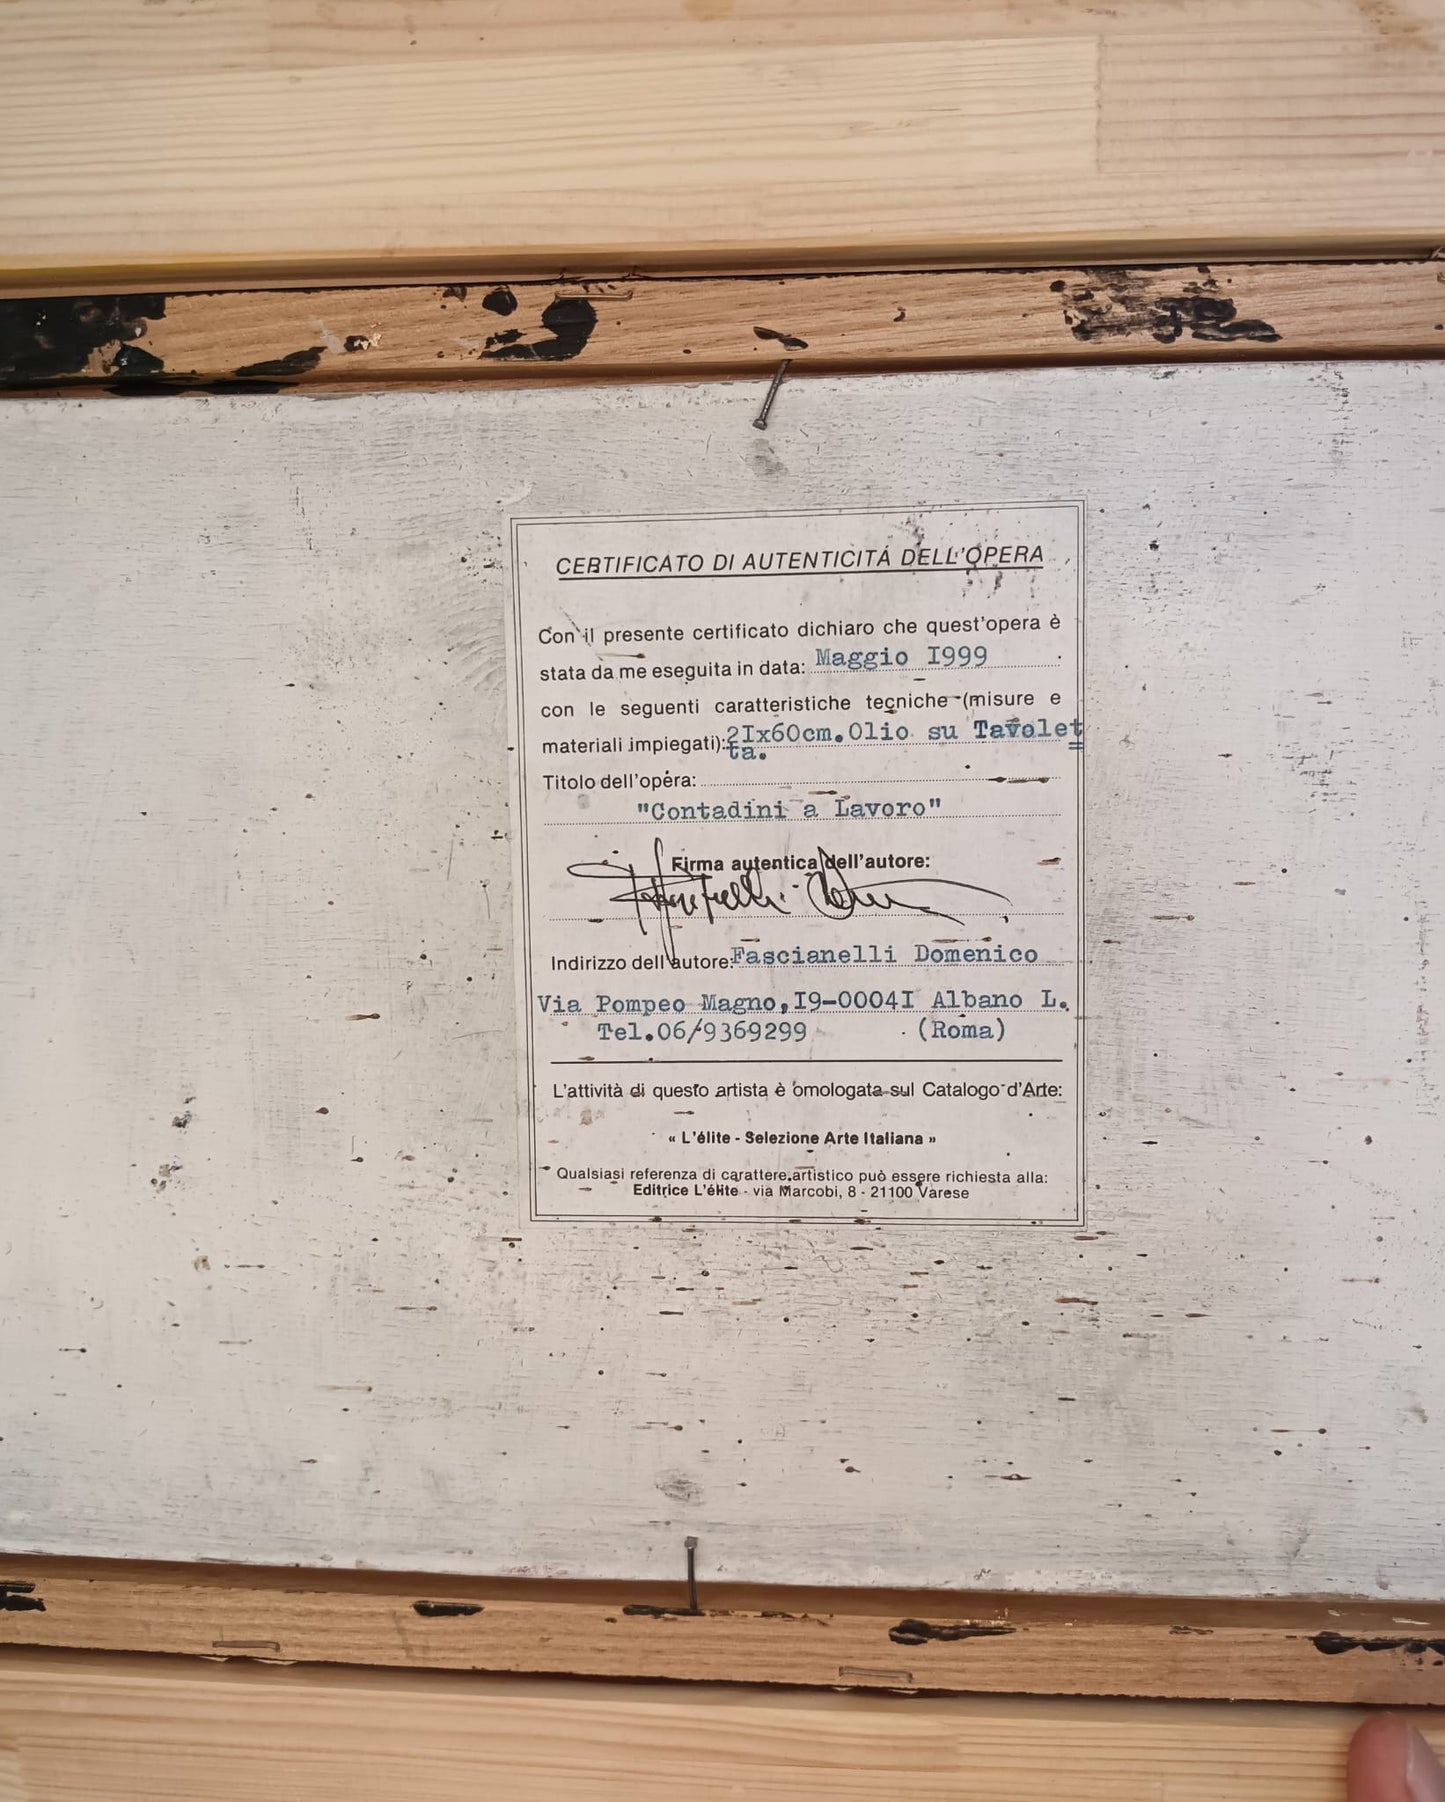 CERTIFICATO DI AUTENTICITÀ DELL'OPERA
Con il presente certificato dichiaro che quest'opera è
stata da me eseguita in data: Maggio I999
con le seguenti caratteristiche tecniche (misure e
materiali impiegati): 2Ix60cm.Olio su Tavolet
ta.
Titolo dell'opera:
"Contadini a Lavoro"
Firma autentica dell'autore:
Indirizzo dell'autore: Fascianelli Domenico
Via Pompeo Magno,I9-0004I Albano L.
Tel.06/9369299 (Roma)
L'attività di questo artista è omologata sul Catalogo d'Arte:
« L'élite - Selezione Arte Italiana »
Qualsiasi referenza di carattere artistico può essere richiesta alla:
Editrice L'élite - via Marcobi, 8 - 21100 Varese